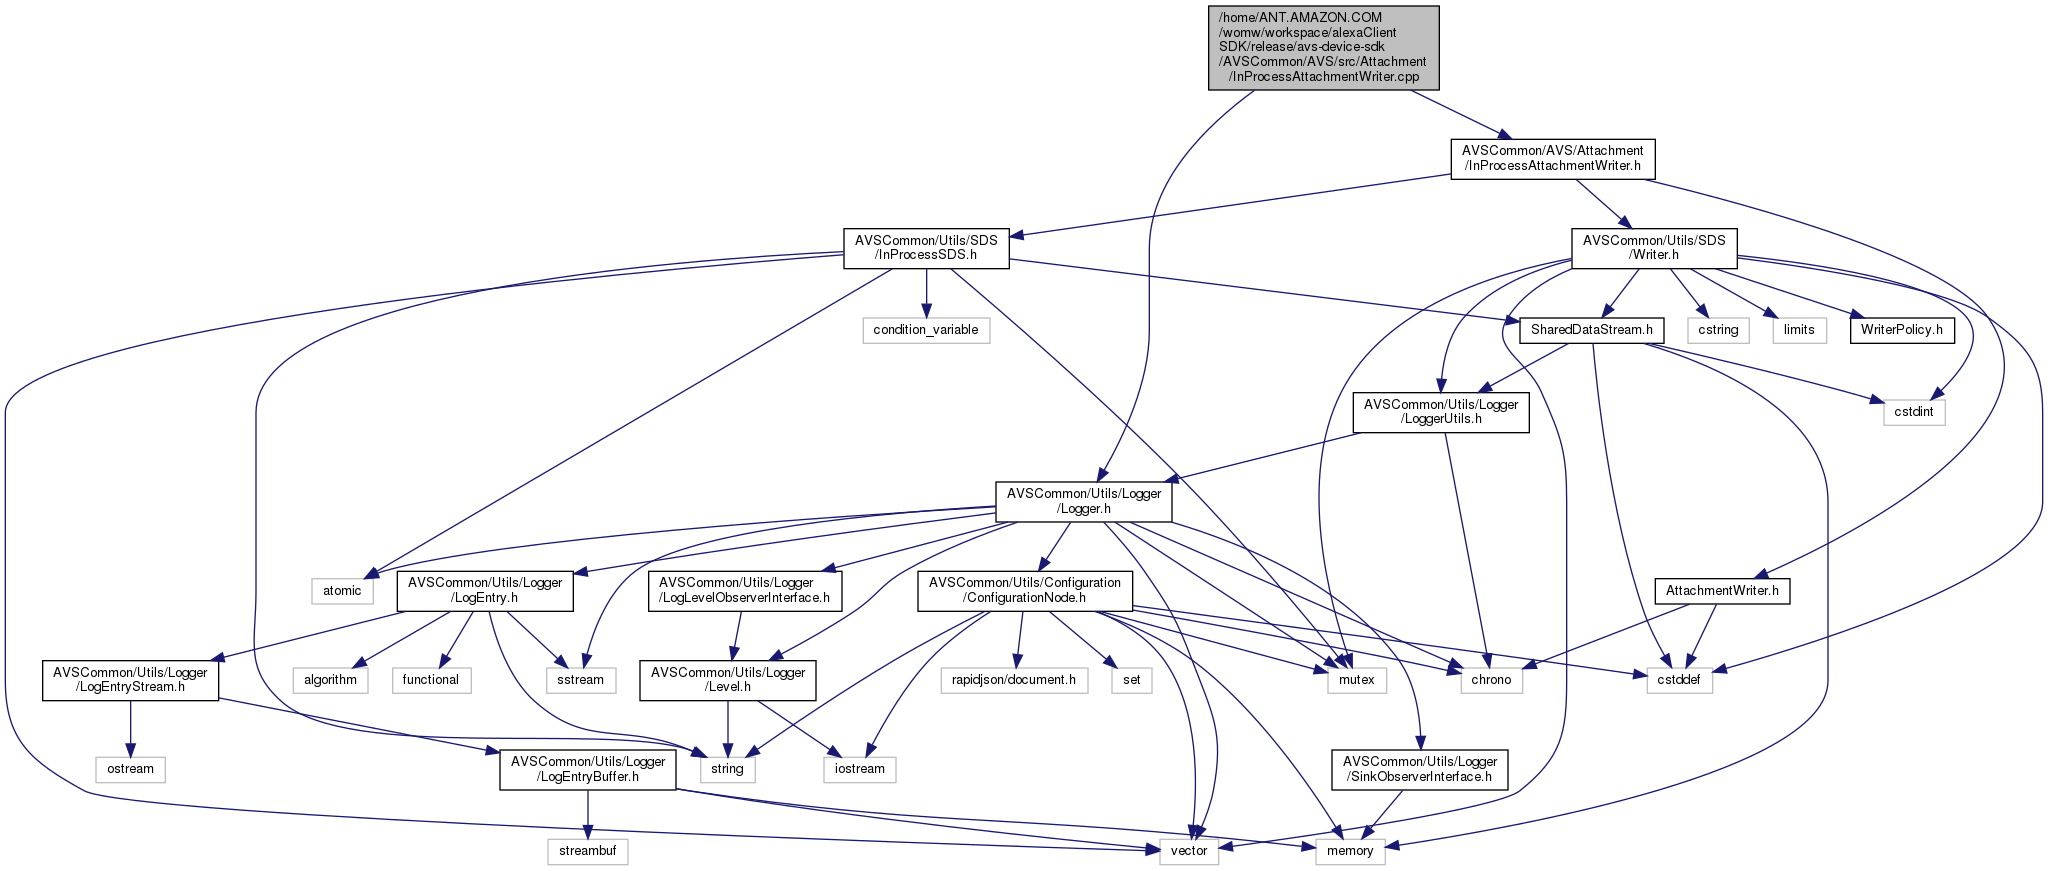 /home/ANT.AMAZON.COM
/womw/workspace/alexaClient
SDK/release/avs-device-sdk
/AVSCommon/AVS/src/Attachment
/InProcessAttachmentWriter.cpp
AVSCommon/AVS/Attachment
/InProcessAttachmentWriter.h
AVSCommon/Utils/SDS
/InProcessSDS.h
AVSCommon/Utils/SDS
/Writer.h
condition_variable
SharedDataStream.h
cstring
limits
WriterPolicy.h
AVSCommon/Utils/Logger
/LoggerUtils.h
cstdint
AVSCommon/Utils/Logger
/Logger.h
atomic
AVSCommon/Utils/Logger
/LogEntry.h
AVSCommon/Utils/Logger
/LogLevelObserverInterface.h
AVSCommon/Utils/Configuration
/ConfigurationNode.h
AttachmentWriter.h
AVSCommon/Utils/Logger
/LogEntryStream.h
algorithm
functional
sstream
AVSCommon/Utils/Logger
/Level.h
rapidjson/document.h
set
mutex
chrono
cstddef
ostream
AVSCommon/Utils/Logger
/LogEntryBuffer.h
string
iostream
AVSCommon/Utils/Logger
/SinkObserverInterface.h
streambuf
vector
memory